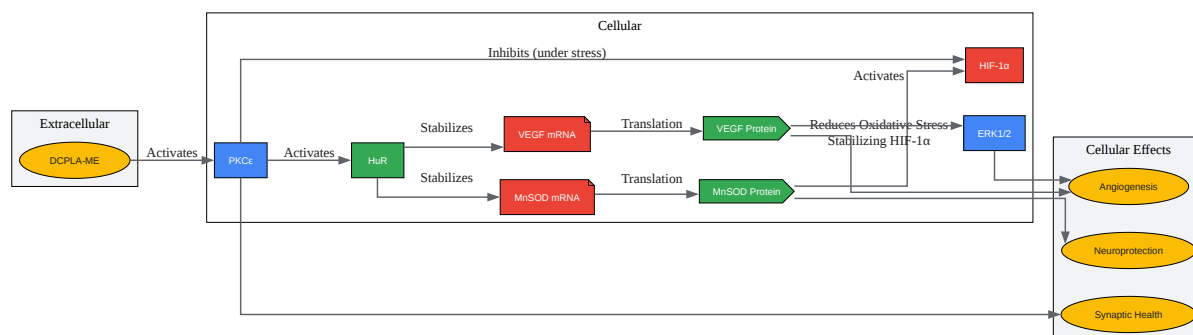 Cellular
Inhibits (under stress)
HIF-1α
Activates
Extracellular
DCPLA-ME
Activates
PKCε
Activates
HuR
Stabilizes
VEGF mRNA
Translation
VEGF Protein
Reduces Oxidative Stress
Stabilizing HIF-1α
ERK1/2
Stabilizes
MnSOD mRNA
Translation
MnSOD Protein
Cellular Effects
Angiogenesis
Neuroprotection
Synaptic Health